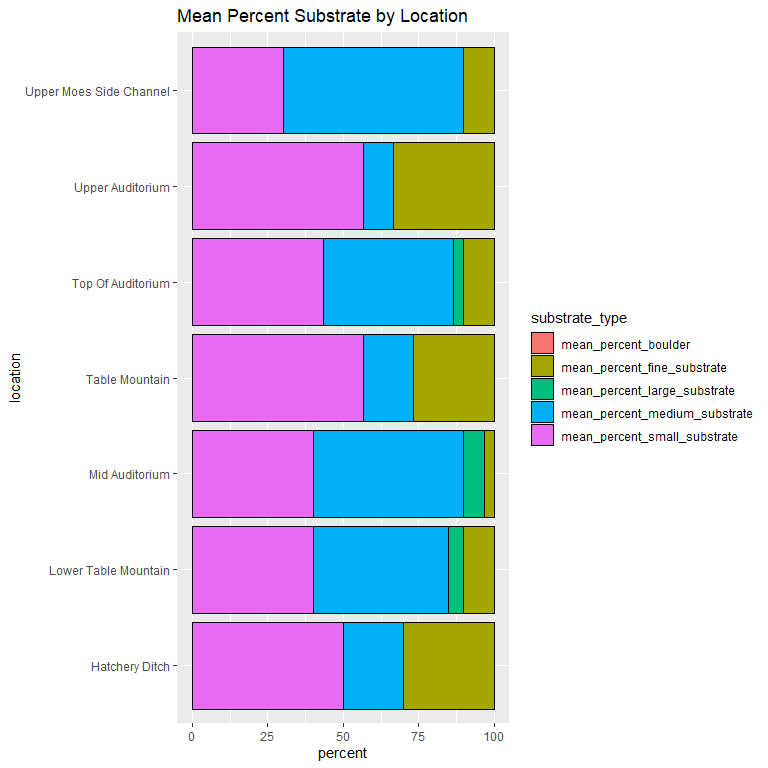 Mean Percent Substrate by Location
Upper Moes Side Channel
Upper Auditorium
Top Of Auditorium
Table Mountain
Mid Auditorium
Lower Table Mountain
Hatchery Ditch
location
0 25 50 75 100
percent
substrate_type
mean_percent_boulder
mean_percent_fine_substrate
mean_percent_large_substrate
mean_percent_medium_substrate
mean_percent_small_substrate